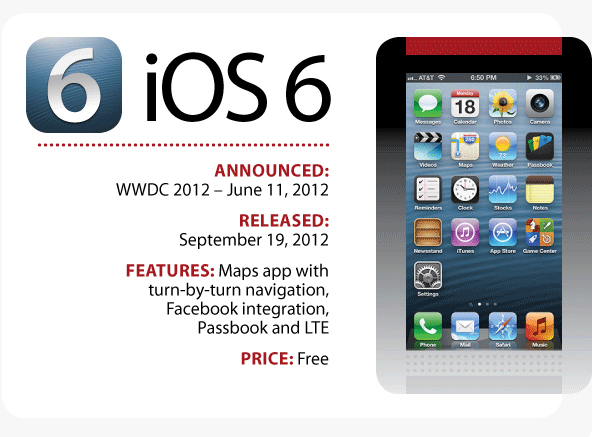 6 iOS 6
ANNOUNCED:
WWDC 2012 – June 11, 2012
RELEASED:
September 19, 2012
FEATURES: Maps app with
turn-by-turn navigation,
Facebook integration,
Passbook and LTE
PRICE: Free
AT&T 6:50 PM 33%
Monday
18
73°
Messages Calendar Photos Camera
Videos Maps Weather Passbook
Reminders Clock Stocks Notes
Newsstand iTunes App Store Game Center
Settings
Phone Mail Safari Music